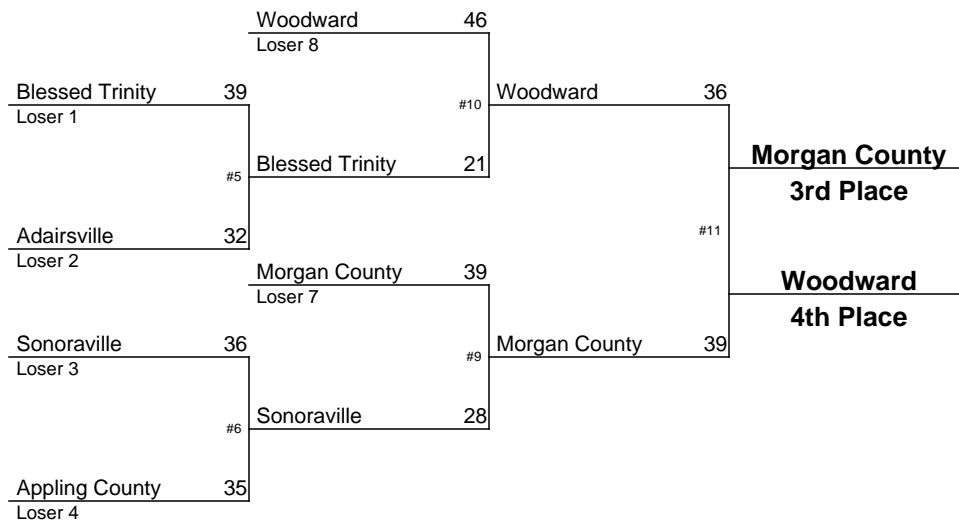 Woodward 46
Loser 8
Blessed Trinity 39
Loser 1
#10
Woodward 36
Blessed Trinity 21
#5
Morgan County
3rd Place
Adairsville 32
Loser 2
#11
Morgan County 39
Loser 7
Woodward
4th Place
Sonoraville 36
Loser 3
#9
Morgan County 39
Sonoraville 28
#6
Appling County 35
Loser 4